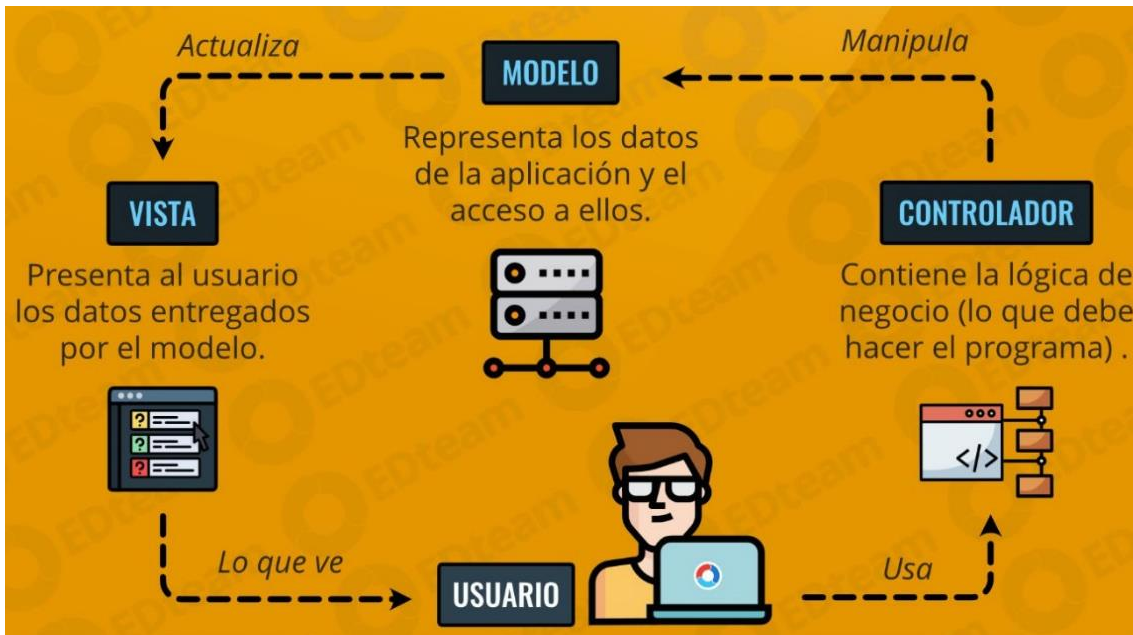 Actualiza
MODELO
Manipula
Representa los datos
de la aplicación y el
acceso a ellos.
VISTA
Presenta al usuario
los datos entregados
por el modelo.
CONTROLADOR
Contiene la lógica de
negocio (lo que debe
hacer el programa) .
</>
Lo que ve
USUARIO
Usa
EDteam